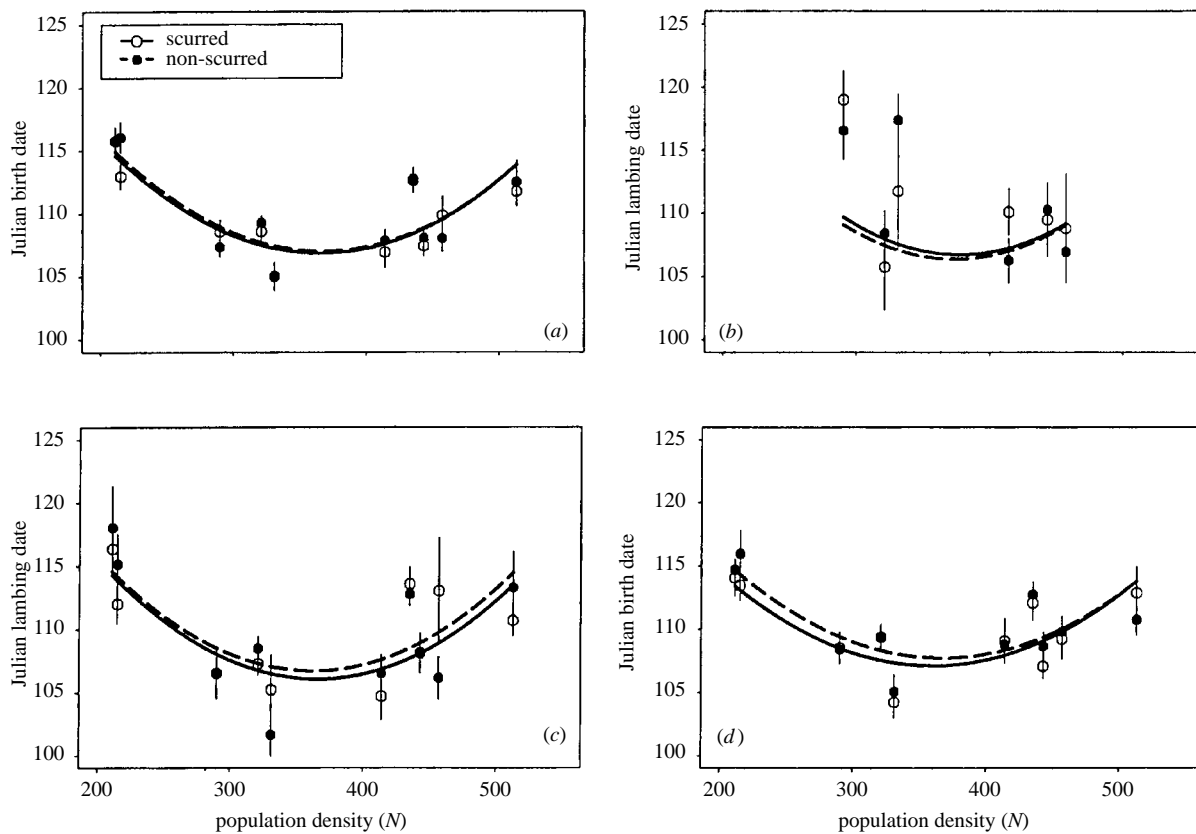 scurred
non-scurred
Julian birth date
125
120
115
110
105
100
(a)
Julian lambing date
125
120
115
110
105
100
(b)
Julian lambing date
125
120
115
110
105
100
(c)
200 300 400 500
population density (N)
Julian birth date
125
120
115
110
105
100
(d)
200 300 400 500
population density (N)